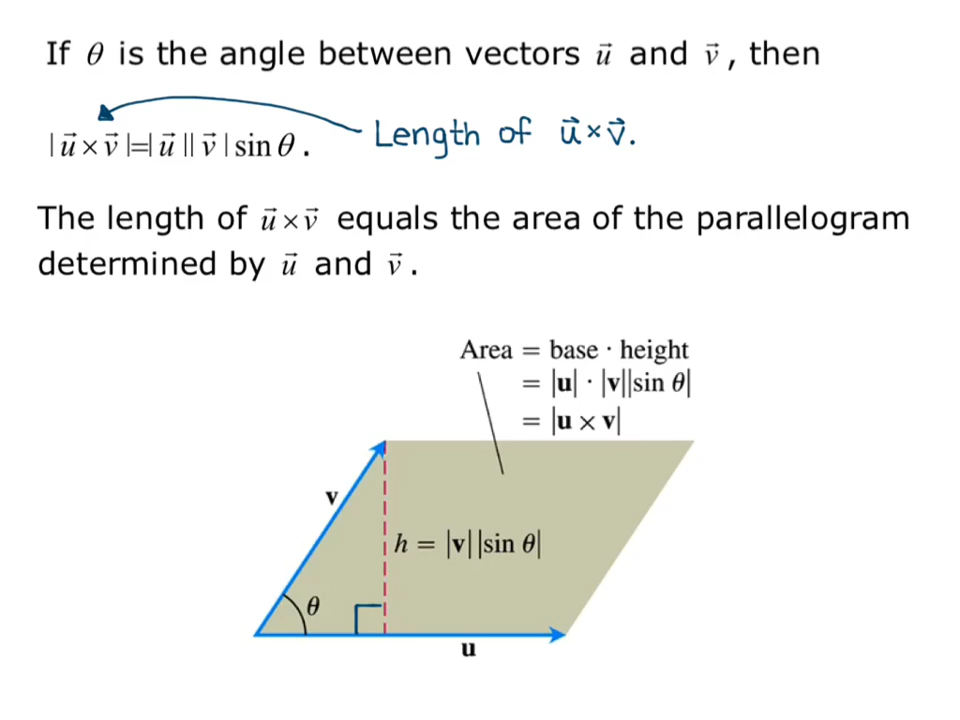 If θ is the angle between vectors u⃗ and v⃗, then
|u⃗×v⃗|=|u⃗||v⃗|sin θ.
Length of u⃗×v⃗.
The length of u⃗×v⃗ equals the area of the parallelogram
determined by u⃗ and v⃗.
Area = base · height
= |u| · |v||sin θ|
= |u × v|
v
h = |v||sin θ|
θ
u